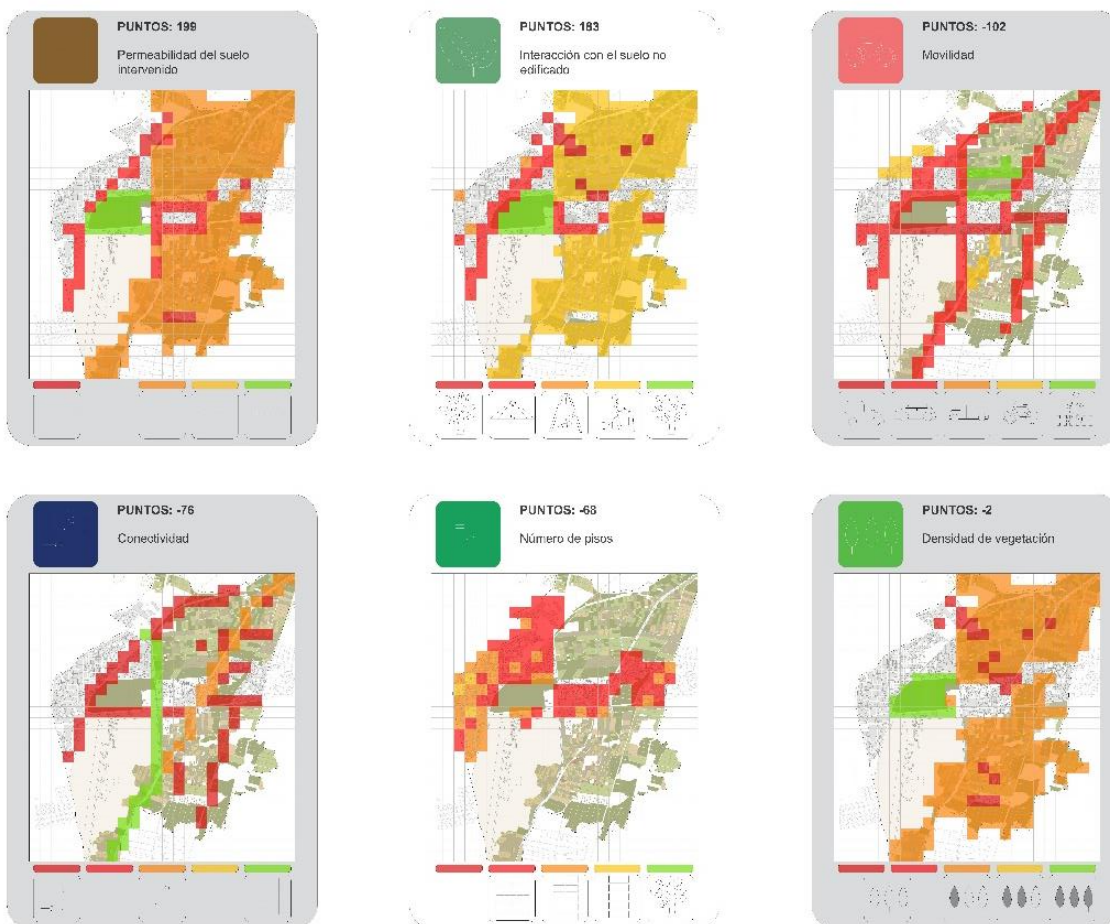 PUNTOS: 199
Permeabilidad del suelo
intervenido
PUNTOS: 183
Interacción con el suelo no
edificado
PUNTOS: -102
Movilidad
PUNTOS: -76
Conectividad
PUNTOS: -68
Número de pisos
PUNTOS: -2
Densidad de vegetación